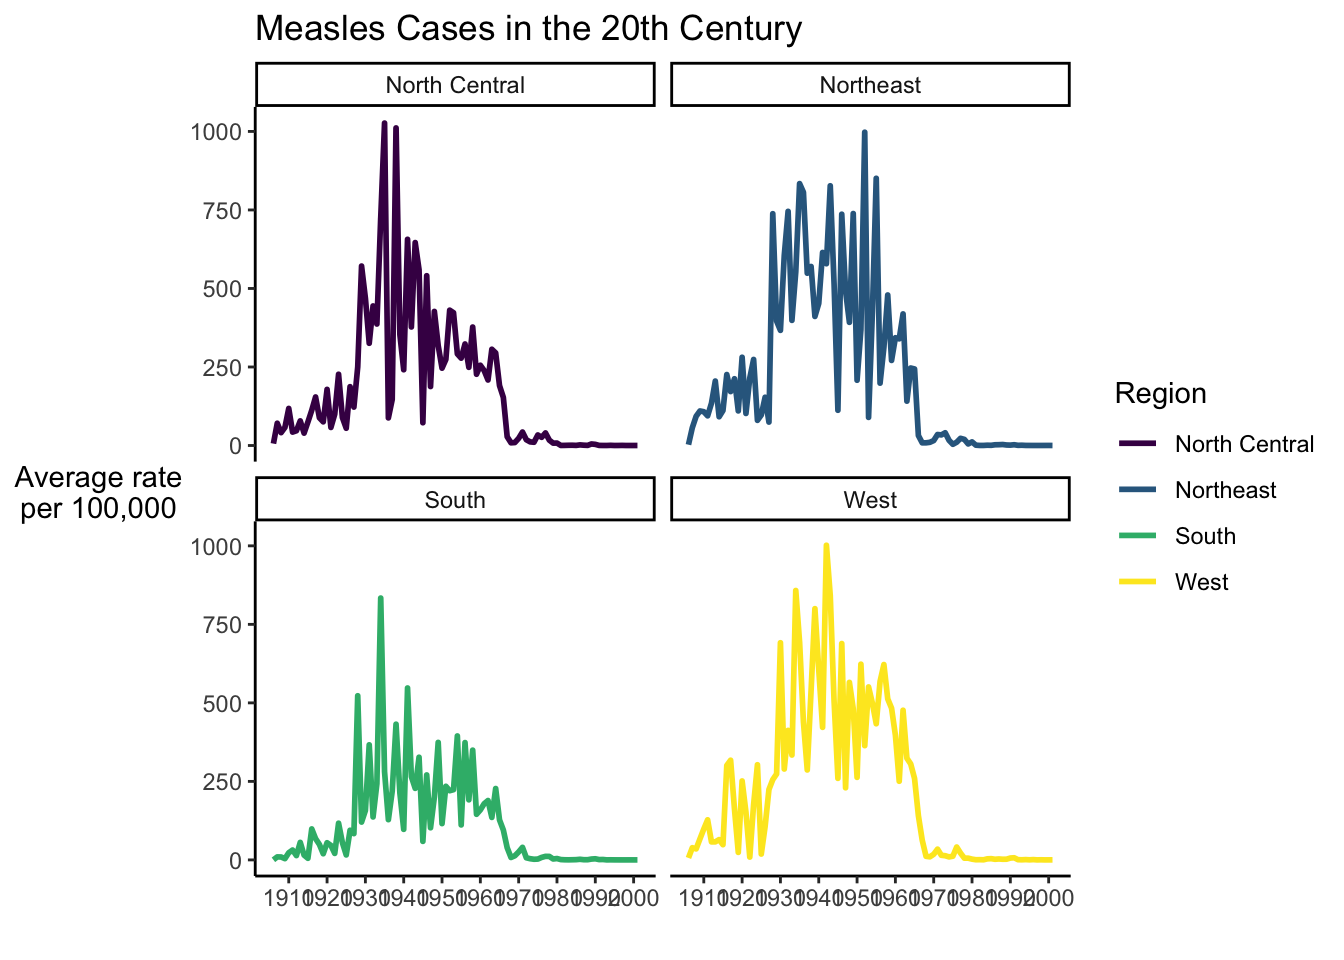 Measles Cases in the 20th Century
North Central
Northeast
1000
750
500
250
0
Average rate
per 100,000
South
West
1000
750
500
250
0
1910 1920 1930 1940 1950 1960 1970 1980 1990 2000
1910 1920 1930 1940 1950 1960 1970 1980 1990 2000
Region
North Central
Northeast
South
West